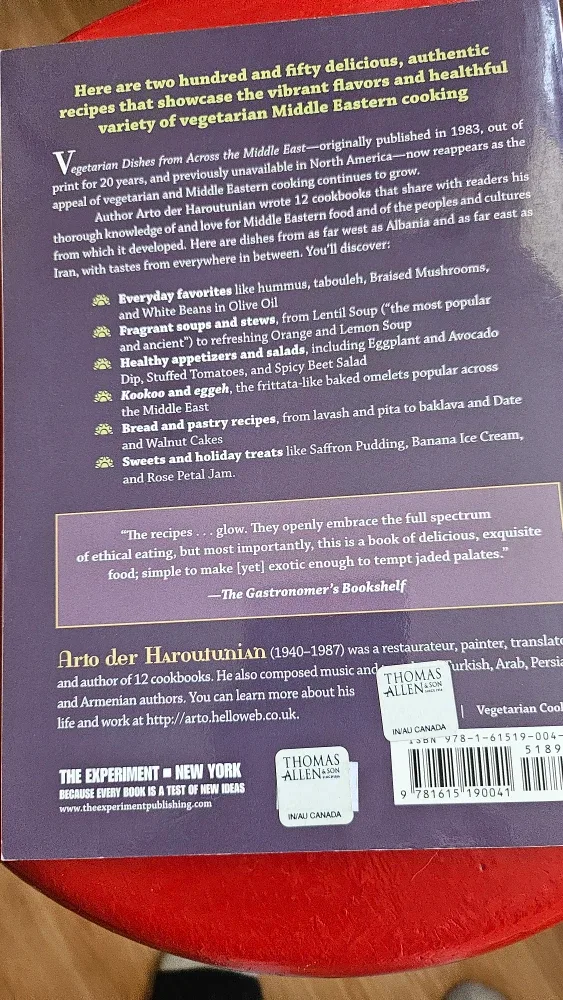 Here are two hundred and fifty delicious, authentic
recipes that showcase the vibrant flavors and healthful
variety of vegetarian Middle Eastern cooking
Vegetarian Dishes from Across the Middle East—originally published in 1983, out of
print for 20 years, and previously unavailable in North America—now reappears as the
appeal of vegetarian and Middle Eastern cooking continues to grow.
Author Arto der Haroutunian wrote 12 cookbooks that share with readers his
thorough knowledge of and love for Middle Eastern food and of the peoples and cultures
from which it developed. Here are dishes from as far west as Albania and as far east as
Iran, with tastes from everywhere in between. You'll discover:
Everyday favorites like hummus, tabouleh, Braised Mushrooms,
and White Beans in Olive Oil
Fragrant soups and stews, from Lentil Soup ("the most popular
and ancient") to refreshing Orange and Lemon Soup
Healthy appetizers and salads, including Eggplant and Avocado
Dip, Stuffed Tomatoes, and Spicy Beet Salad
Kookoo and eggeh, the frittata-like baked omelets popular across
the Middle East
Bread and pastry recipes, from lavash and pita to baklava and Date
and Walnut Cakes
Sweets and holiday treats like Saffron Pudding, Banana Ice Cream,
and Rose Petal Jam.
"The recipes . . . glow. They openly embrace the full spectrum
of ethical eating, but most importantly, this is a book of delicious, exquisite
food; simple to make [yet] exotic enough to tempt jaded palates."
—The Gastronomer's Bookshelf
Arto der Haroutunian (1940–1987) was a restaurateur, painter, translato
and author of 12 cookbooks. He also composed music and Turkish, Arab, Persia
and Armenian authors. You can learn more about his
life and work at http://arto.helloweb.co.uk.
THOMAS
ALLEN & SON
IN/AU CANADA
| Vegetarian Cool
ISBN 978-1-61519-004-
5189
9 781615 190041
THE EXPERIMENT ■ NEW YORK
BECAUSE EVERY BOOK IS A TEST OF NEW IDEAS
www.theexperimentpublishing.com
THOMAS
ALLEN & SON
IN/AU CANADA